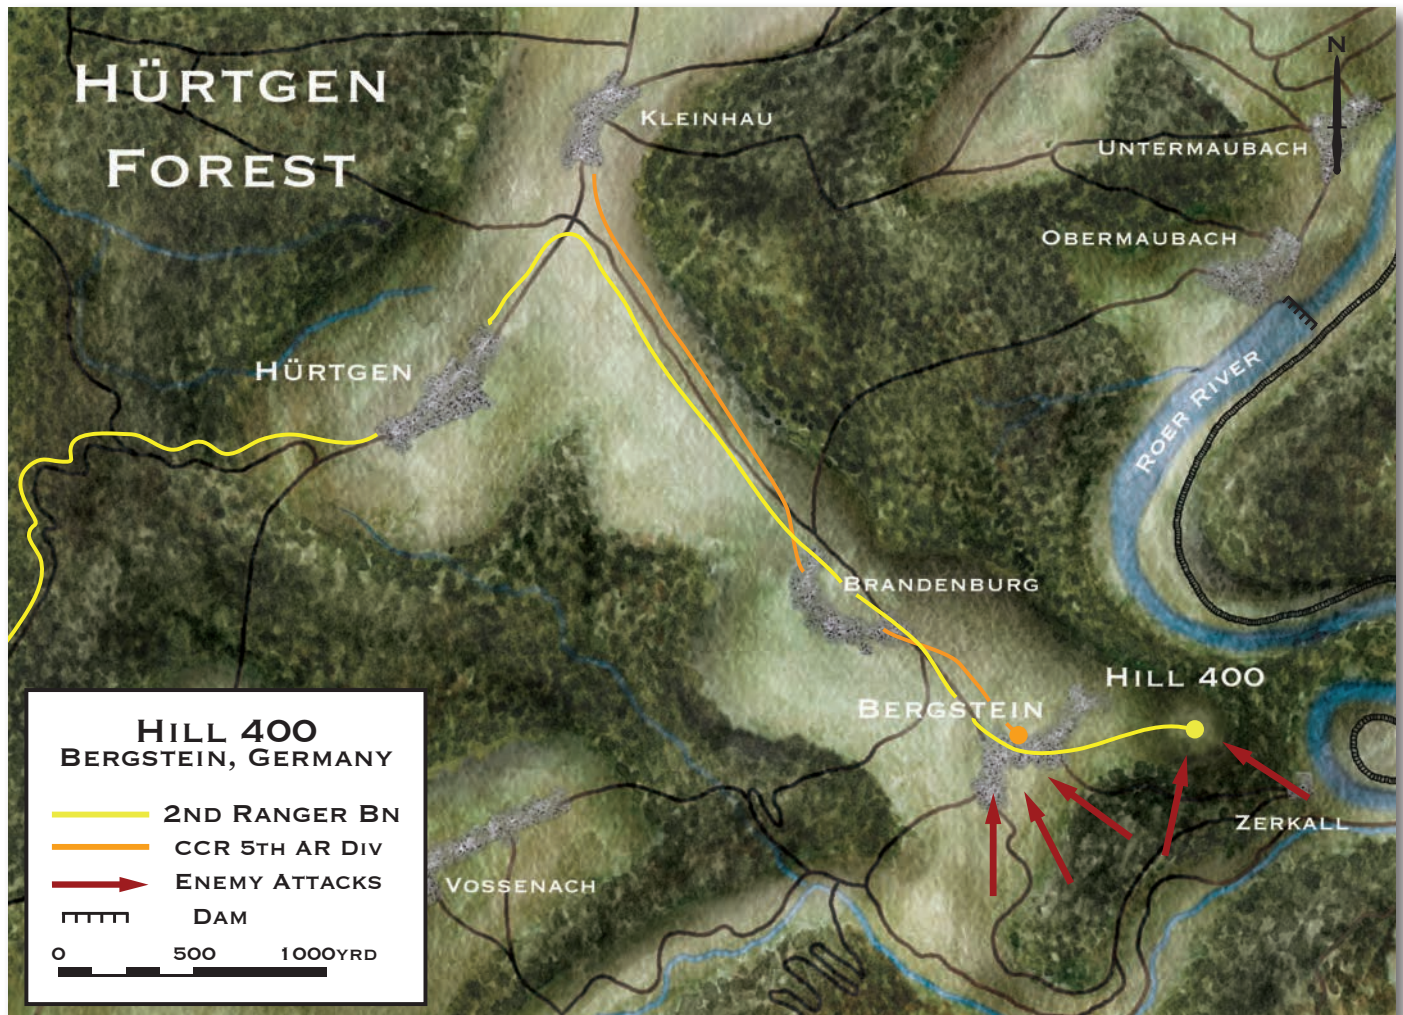 HÜRTGEN
FOREST
N
KLEINHAU
UNTERMAUBACH
OBERMAUBACH
HÜRTGEN
ROER RIVER
BRANDENBURG
HILL 400
BERGSTEIN
ZERKALL
VOSSENACH
HILL 400
BERGSTEIN, GERMANY
2ND RANGER BN
CCR 5TH AR DIV
ENEMY ATTACKS
DAM
0 500 1000YRD